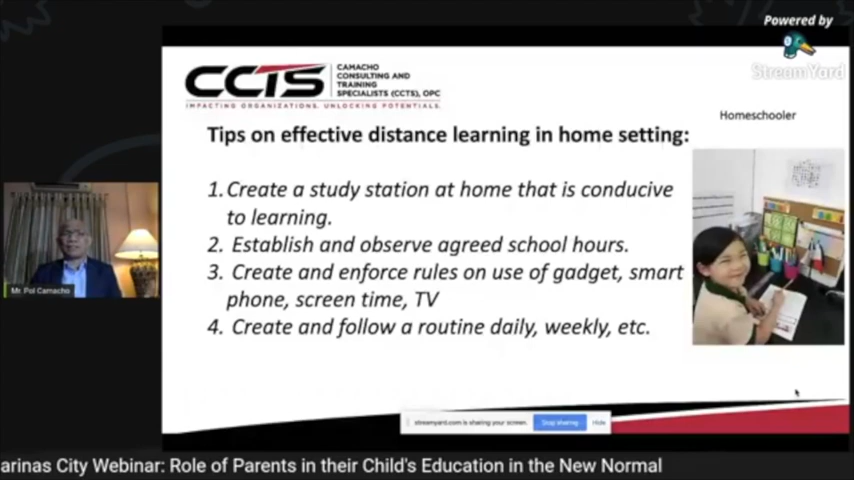 Powered by
StreamYard
CCTS
CAMACHO
CONSULTING AND
TRAINING
SPECIALISTS (CCTS), OPC
IMPACTING ORGANIZATIONS. UNLOCKING POTENTIALS.
Homeschooler
Tips on effective distance learning in home setting:
1. Create a study station at home that is conducive
to learning.
2. Establish and observe agreed school hours.
3. Create and enforce rules on use of gadget, smart
phone, screen time, TV
4. Create and follow a routine daily, weekly, etc.
Mr. Pol Camacho
streamyard.com is sharing your screen.
Stop sharing
Hide
arinas City Webinar: Role of Parents in their Child's Education in the New Normal